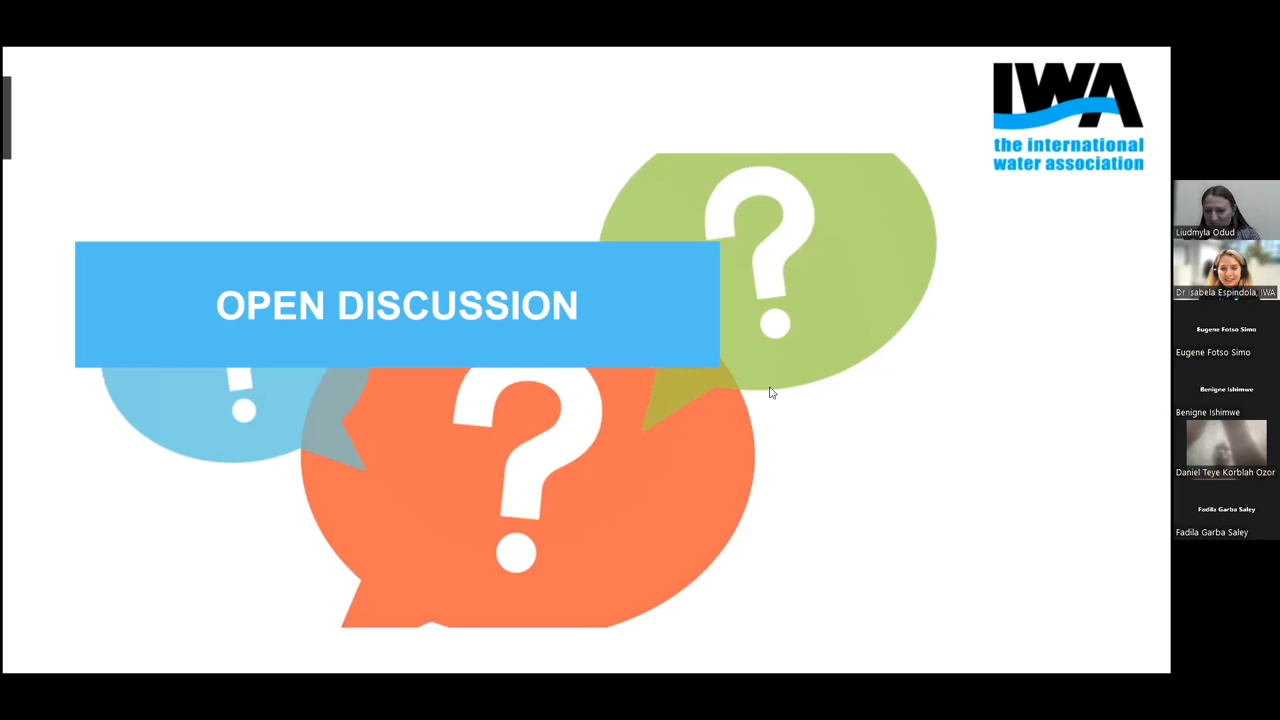 IWA
the international
water association
OPEN DISCUSSION
?
?
Liudmyla Odud
Dr Isabela Espindola, IWA
Eugene Fotso Simo
Eugene Fotso Simo
Benigne Ishimwe
Benigne Ishimwe
Daniel Teye Korblah Ozor
Fadila Garba Saley
Fadila Garba Saley